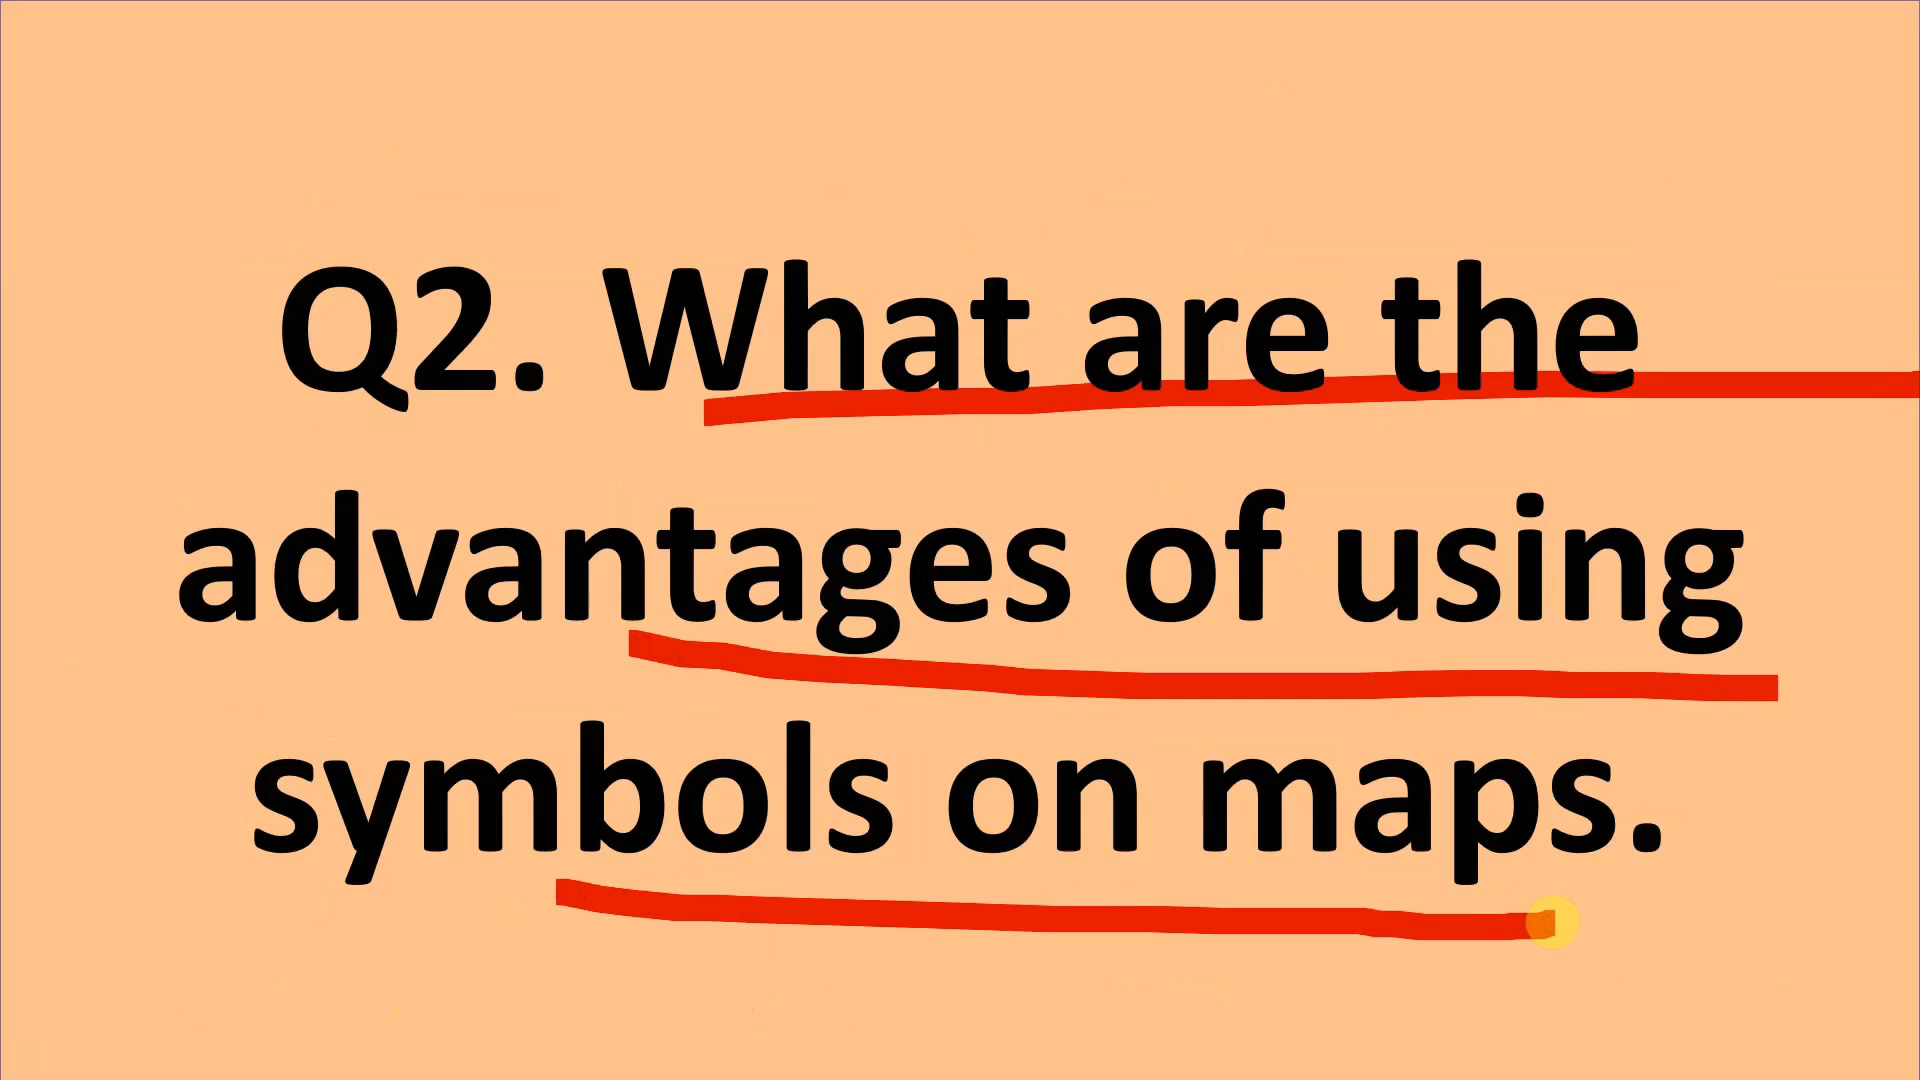 Q2. What are the
advantages of using
symbols on maps.